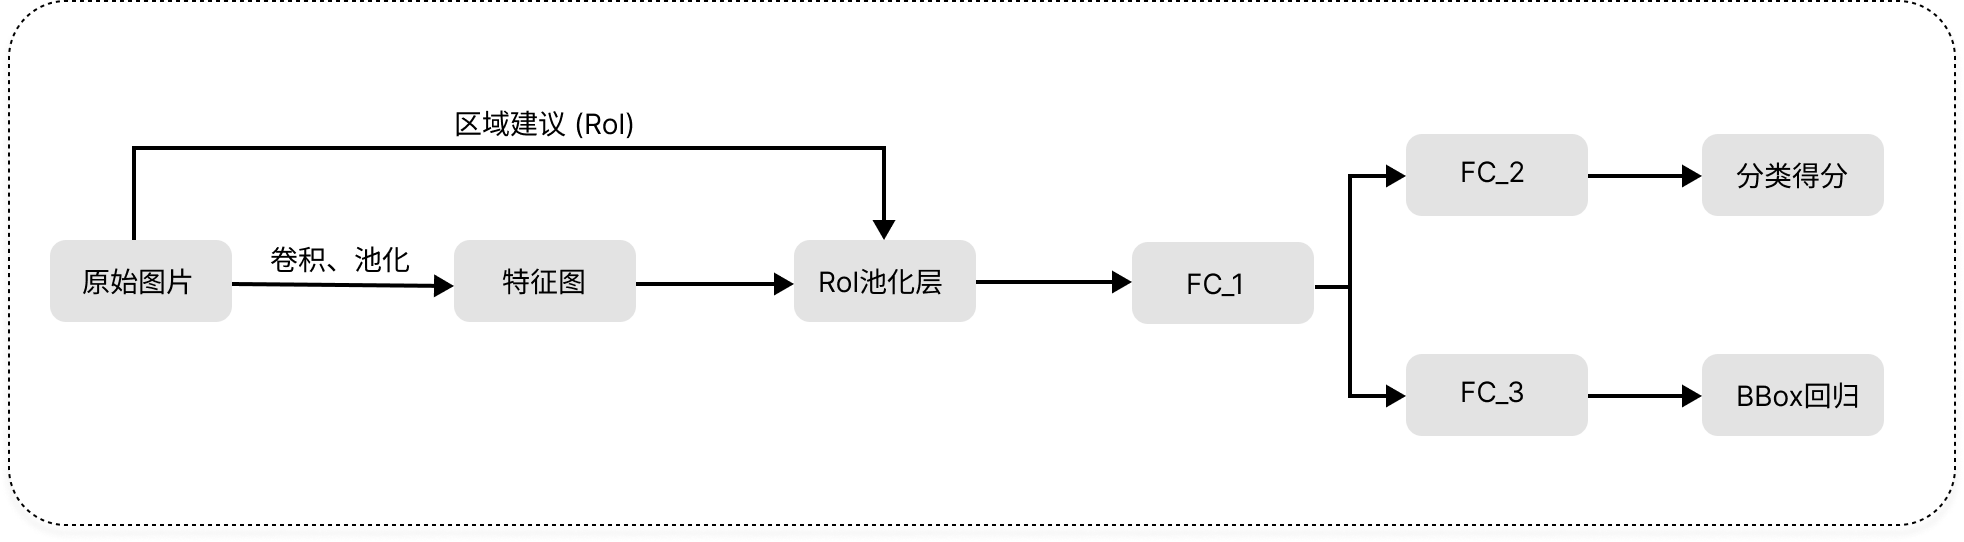 区域建议 (RoI)
卷积、池化
原始图片
特征图
RoI池化层
FC_1
FC_2
分类得分
FC_3
BBox回归